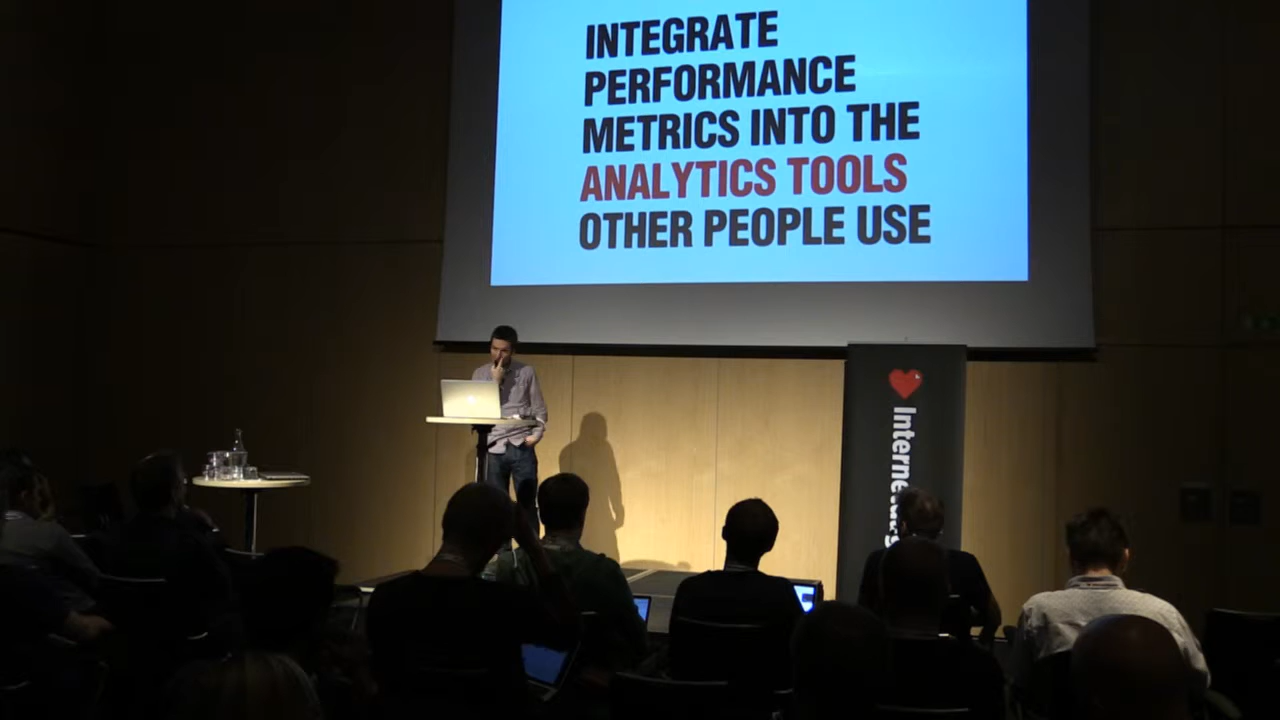 INTEGRATE
PERFORMANCE
METRICS INTO THE
ANALYTICS TOOLS
OTHER PEOPLE USE